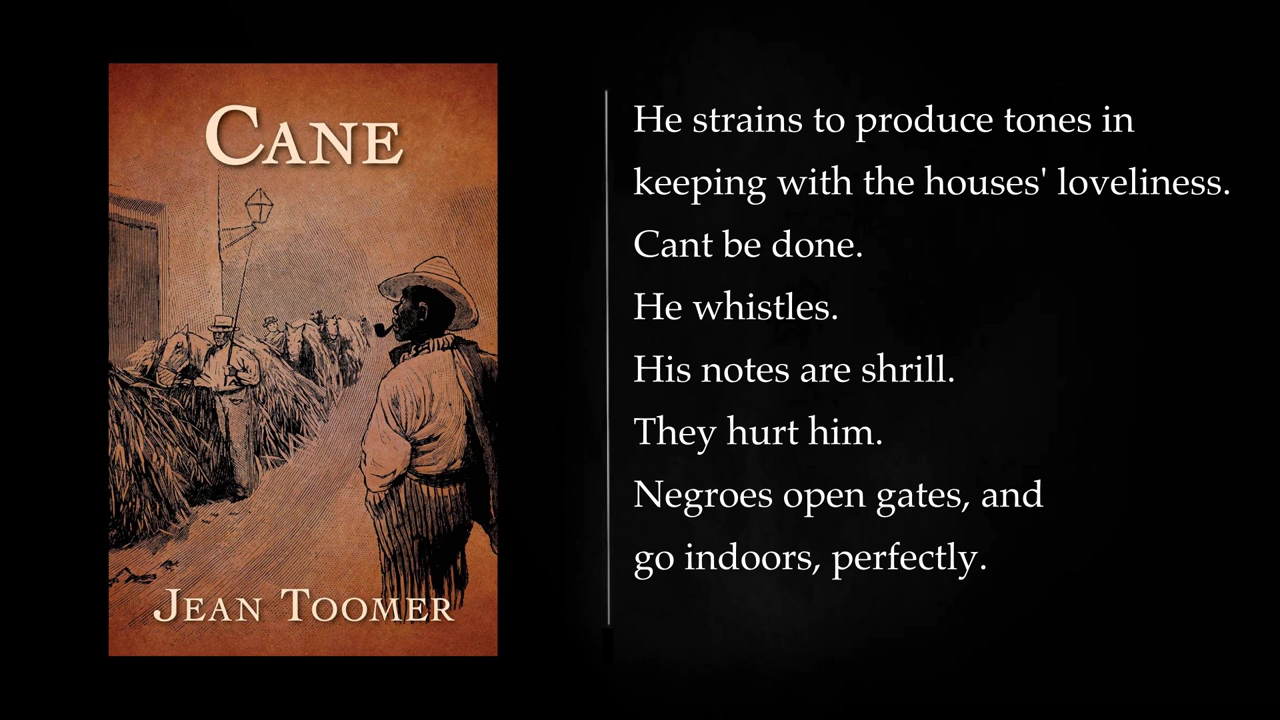 CANE
JEAN TOOMER
He strains to produce tones in
keeping with the houses' loveliness.
Cant be done.
He whistles.
His notes are shrill.
They hurt him.
Negroes open gates, and
go indoors, perfectly.